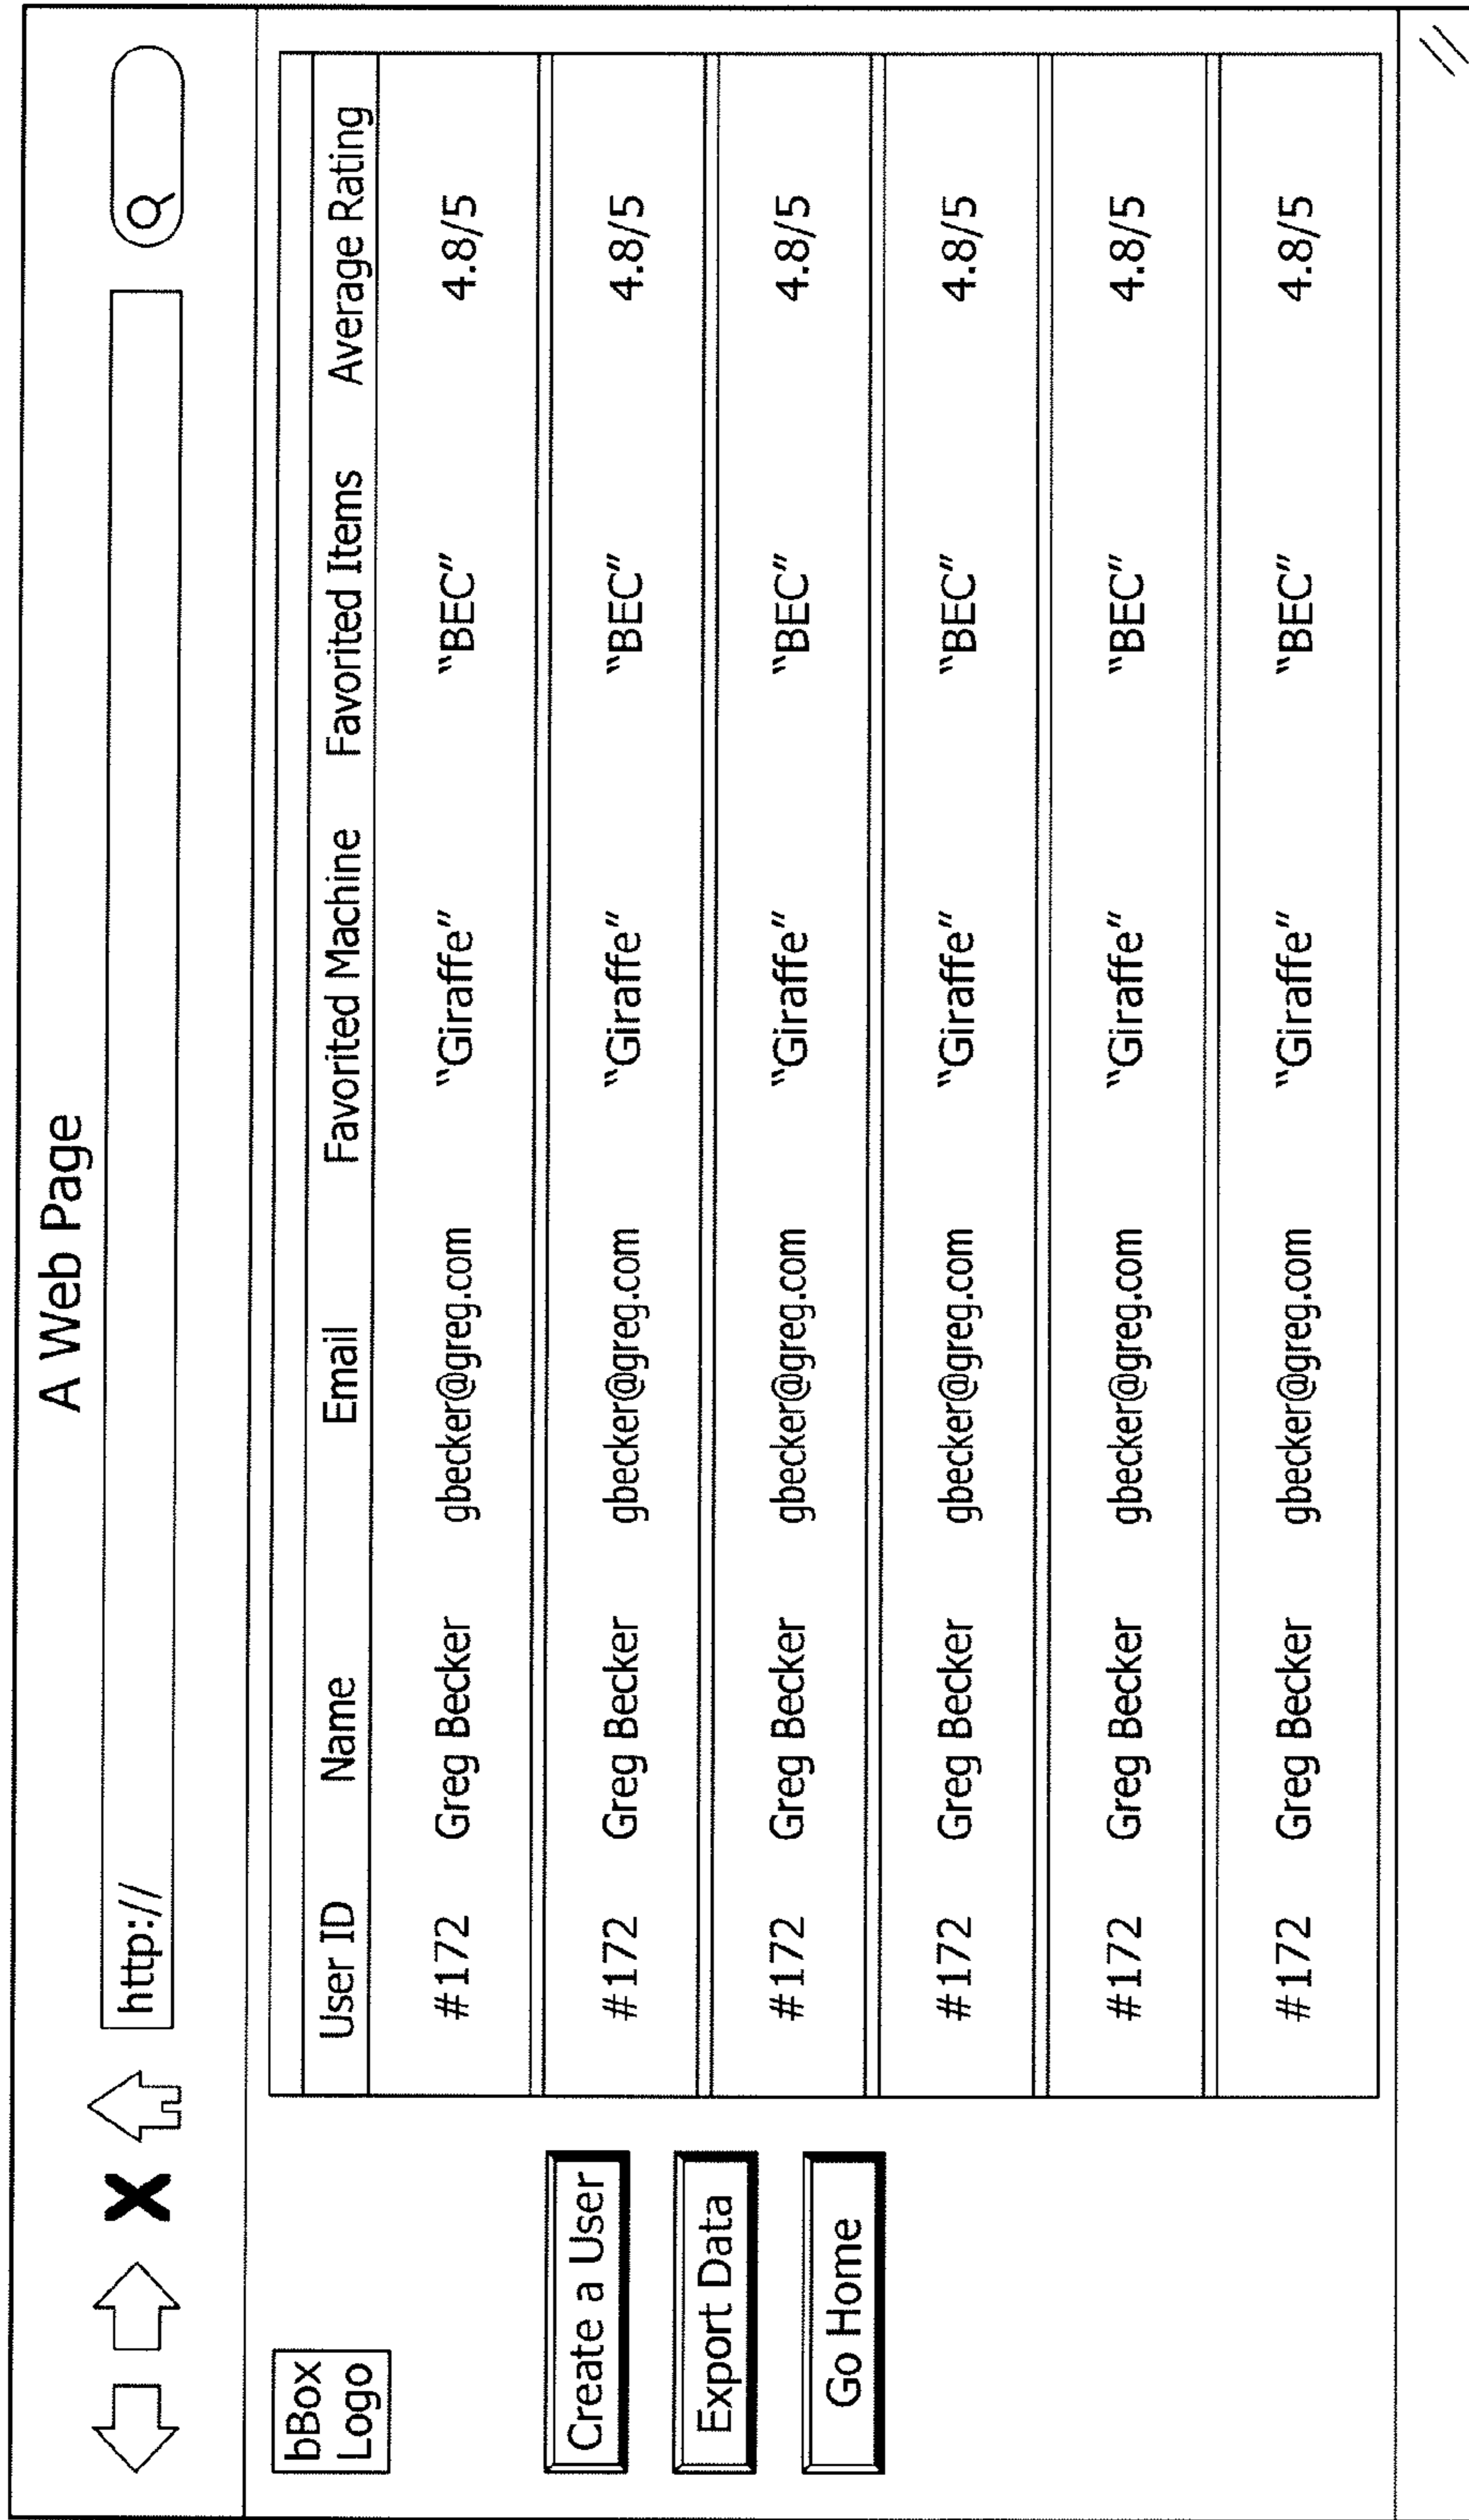 A Web Page
http://
bBox
Logo
Create a User
Export Data
Go Home
User ID Name Email Favorited Machine Favorited Items Average Rating
#172 Greg Becker gbecker@greg.com “Giraffe” “BEC” 4.8/5
#172 Greg Becker gbecker@greg.com “Giraffe” “BEC” 4.8/5
#172 Greg Becker gbecker@greg.com “Giraffe” “BEC” 4.8/5
#172 Greg Becker gbecker@greg.com “Giraffe” “BEC” 4.8/5
#172 Greg Becker gbecker@greg.com “Giraffe” “BEC” 4.8/5
#172 Greg Becker gbecker@greg.com “Giraffe” “BEC” 4.8/5